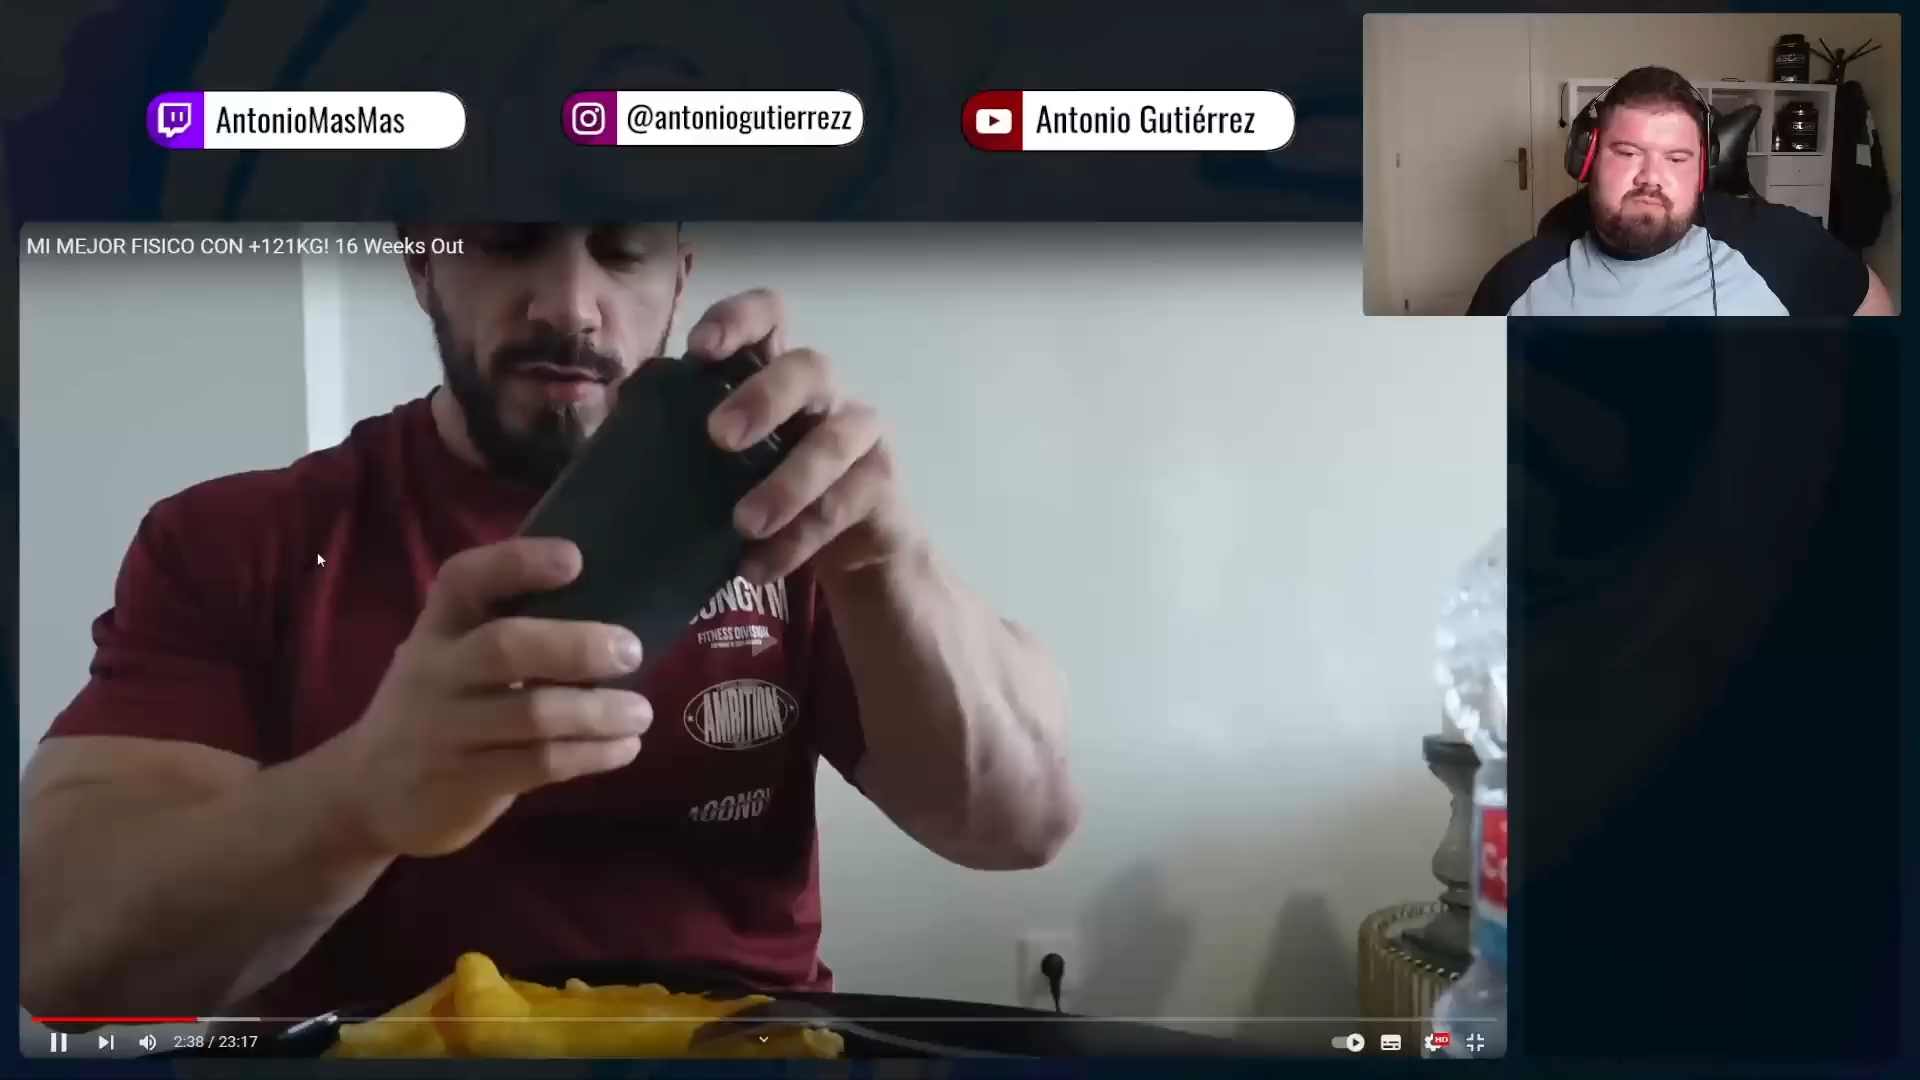 AntonioMasMas
@antoniogutierrezz
Antonio Gutiérrez
MI MEJOR FISICO CON +121KG! 16 Weeks Out
FITNESS DIVISION
AMBITION
2:38 / 23:17
HD